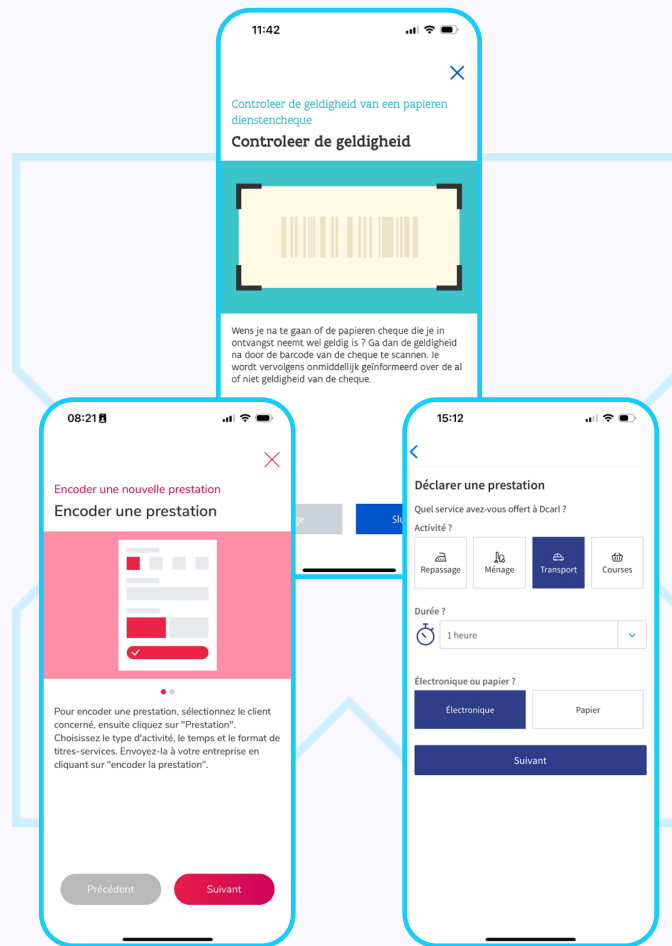 11:42
Controleer de geldigheid van een papieren
dienstencheque
Controleer de geldigheid
Wens je na te gaan of de papieren cheque die je in
ontvangst neemt wel geldig is ? Ga dan de geldigheid
na door de barcode van de cheque te scannen. Je
wordt vervolgens onmiddellijk geïnformeerd over de al
of niet geldigheid van de cheque.
08:21
Encoder une nouvelle prestation
Encoder une prestation
Pour encoder une prestation, sélectionnez le client
concerné, ensuite cliquez sur "Prestation".
Choisissez le type d'activité, le temps et le format de
titres-services. Envoyez-la à votre entreprise en
cliquant sur "encoder la prestation".
Précédent Suivant
15:12
Déclarer une prestation
Quel service avez-vous offert à Dcarl ?
Activité ?
Repassage Ménage Transport Courses
Durée ?
1 heure
Électronique ou papier ?
Électronique Papier
Suivant